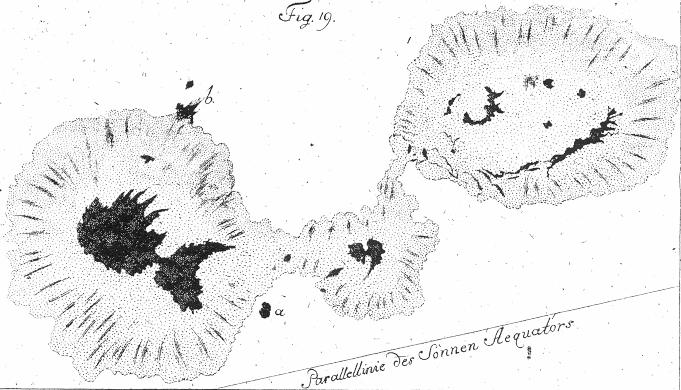 Fig. 19.
b.
a
Parallellinie des Sonnen Aequators